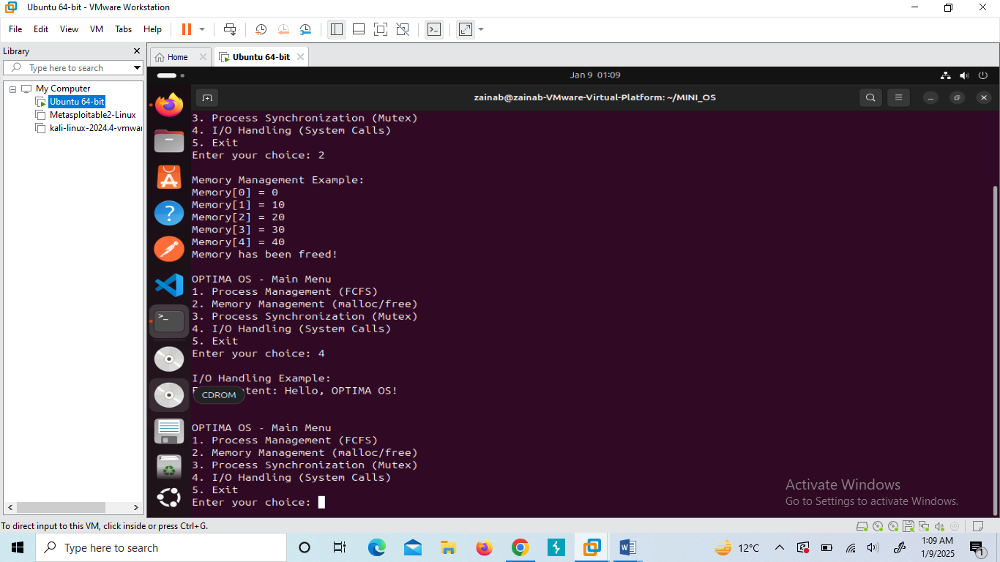 Ubuntu 64-bit - VMware Workstation
File Edit View VM Tabs Help
Library
Type here to search
My Computer
Ubuntu 64-bit
Metasploitable2-Linux
kali-linux-2024.4-vmwar
Home
Ubuntu 64-bit
Jan 9 01:09
zainab@zainab-VMware-Virtual-Platform: ~/MINI_OS
3. Process Synchronization (Mutex)
4. I/O Handling (System Calls)
5. Exit
Enter your choice: 2
Memory Management Example:
Memory[0] = 0
Memory[1] = 10
Memory[2] = 20
Memory[3] = 30
Memory[4] = 40
Memory has been freed!
OPTIMA OS - Main Menu
1. Process Management (FCFS)
2. Memory Management (malloc/free)
3. Process Synchronization (Mutex)
4. I/O Handling (System Calls)
5. Exit
Enter your choice: 4
I/O Handling Example:
tent: Hello, OPTIMA OS!
CDROM
OPTIMA OS - Main Menu
1. Process Management (FCFS)
2. Memory Management (malloc/free)
3. Process Synchronization (Mutex)
4. I/O Handling (System Calls)
5. Exit
Enter your choice:
Activate Windows
Go to Settings to activate Windows.
To direct input to this VM, click inside or press Ctrl+G.
Type here to search
12°C
1:09 AM
1/9/2025
1